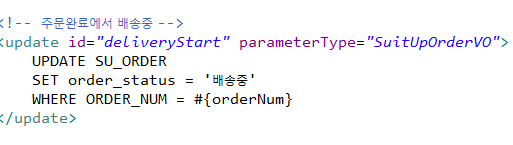 <!-- 주문완료에서 배송중 -->
<update id="deliveryStart" parameterType="SuitUpOrderVO">
    UPDATE SU_ORDER
    SET order_status = '배송중'
    WHERE ORDER_NUM = #{orderNum}
</update>